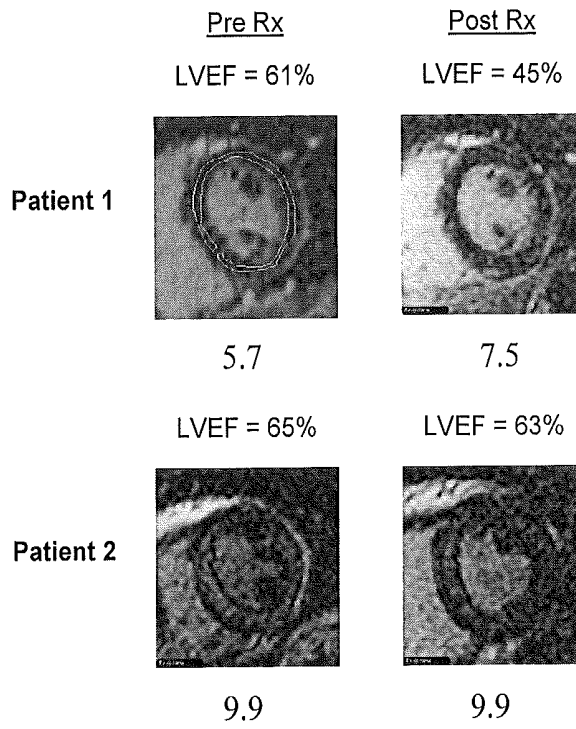 Pre Rx Post Rx
LVEF = 61% LVEF = 45%
Patient 1
5.7 7.5
LVEF = 65% LVEF = 63%
Patient 2
9.9 9.9